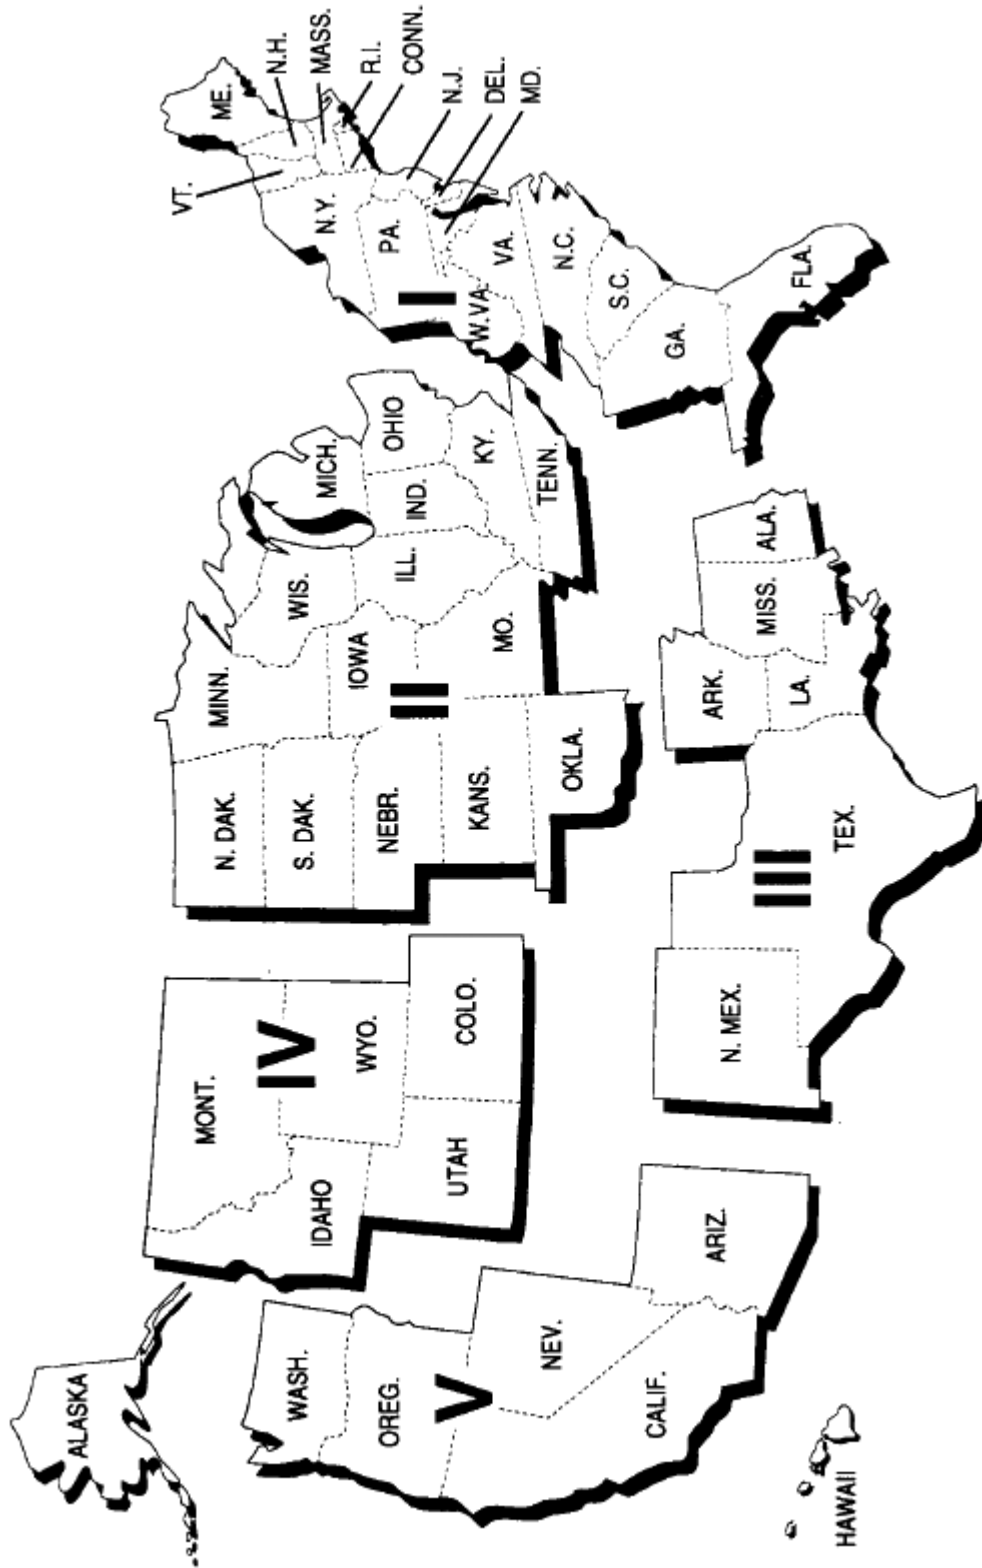 ALASKA
HAWAII
WASH.
OREG.
V
NEV.
CALIF.
ARIZ.
MONT.
IV
IDAHO
WYO.
UTAH
COLO.
N. DAK.
S. DAK.
NEBR.
KANS.
OKLA.
MINN.
IOWA
II
MO.
WIS.
ILL.
MICH.
IND.
OHIO
KY.
TENN.
N. MEX.
III
TEX.
ARK.
LA.
MISS.
ALA.
I
ME.
VT.
N.H.
MASS.
R.I.
CONN.
N.Y.
PA.
N.J.
DEL.
MD.
W.VA.
VA.
N.C.
S.C.
GA.
FLA.